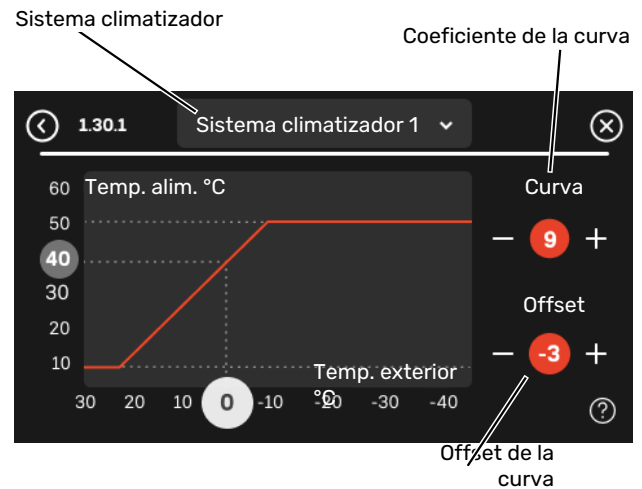 Sistema climatizador
Coeficiente de la curva
1.30.1
Sistema climatizador 1
60
Temp. alim. °C
50
40
30
20
10
Curva
9
Offset
-3
Temp. exterior
°C
30 20 10 0 -10 -20 -30 -40
?
Offset de la
curva